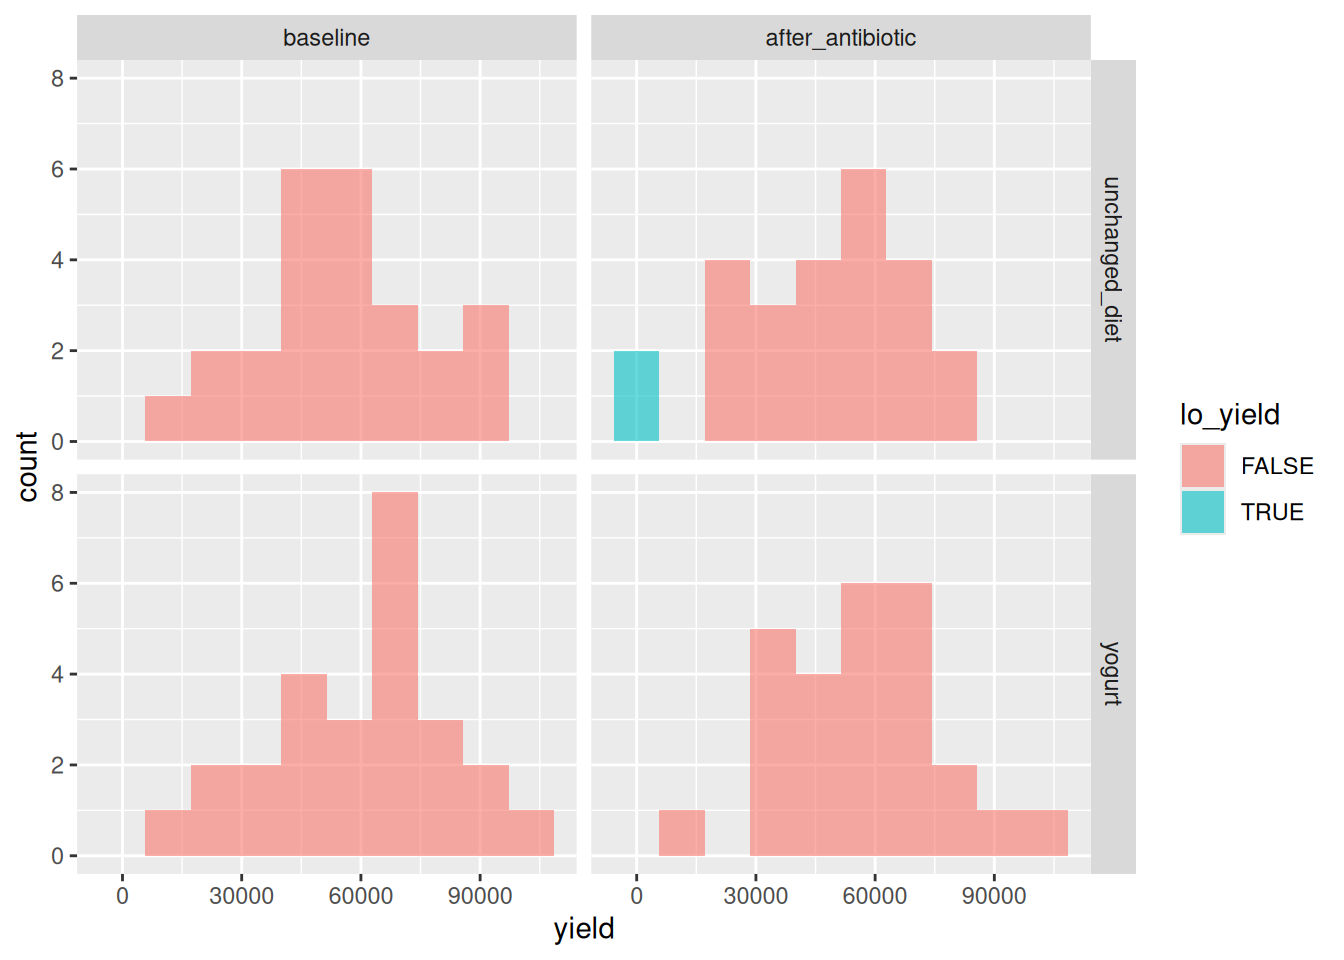 baseline
after_antibiotic
8
6
4
2
0
unchanged_diet
8
6
4
2
0
yogurt
count
0 30000 60000 90000
0 30000 60000 90000
yield
lo_yield
FALSE
TRUE